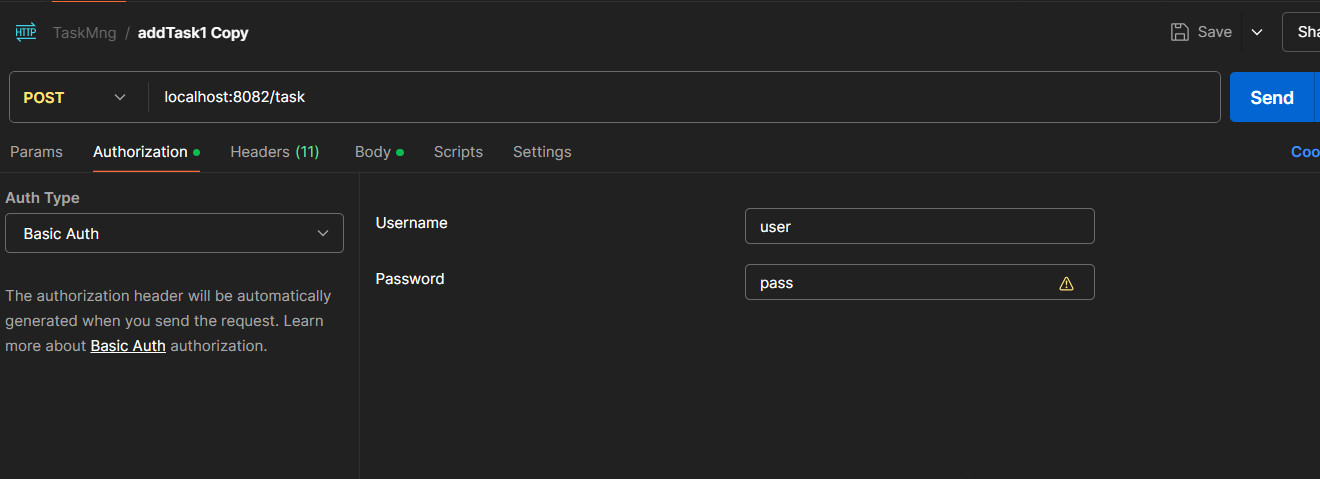 HTTP TaskMng / addTask1 Copy Save Sha
POST localhost:8082/task Send
Params Authorization Headers (11) Body Scripts Settings Coo
Auth Type
Basic Auth
Username user
Password pass
The authorization header will be automatically
generated when you send the request. Learn
more about Basic Auth authorization.